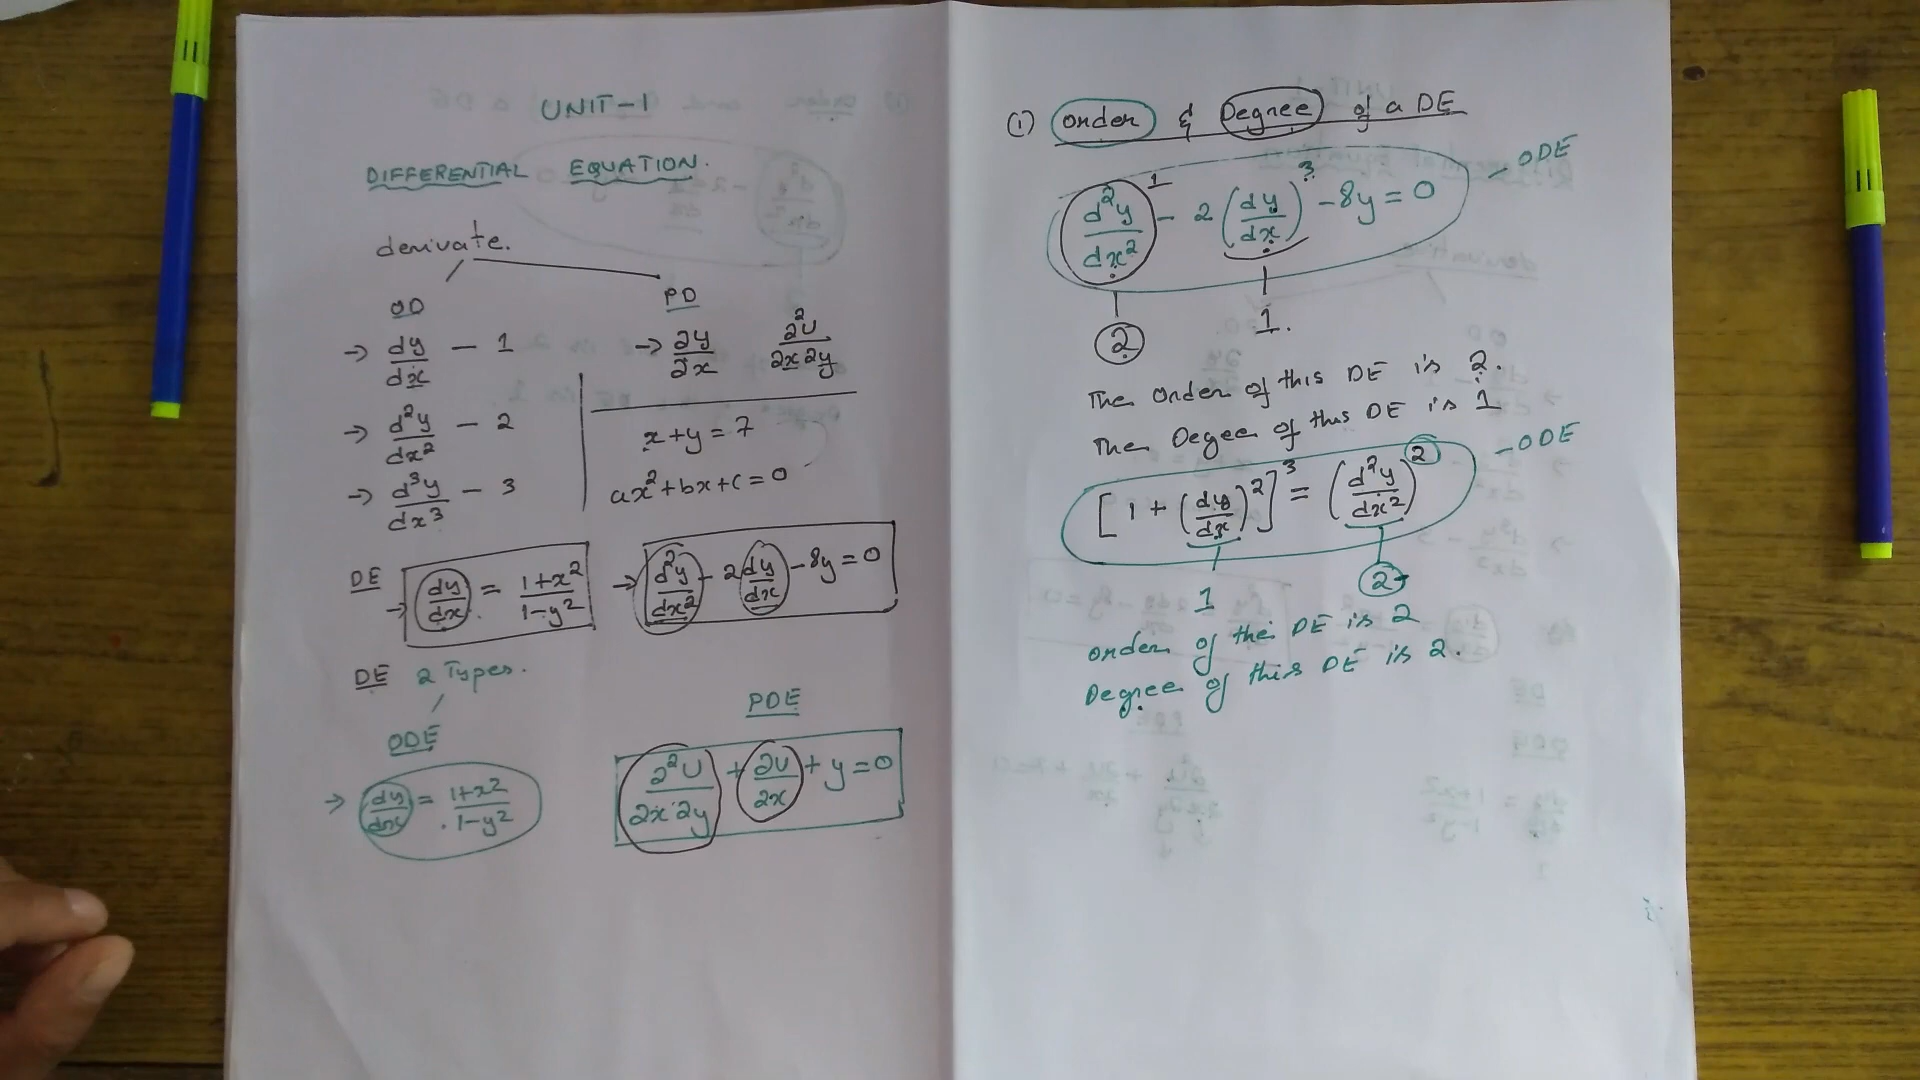 UNIT-1
DIFFERENTIAL EQUATION.
derivate.
OD PD
→ dy/dx — 1
→ ∂y/∂x ∂²U/∂x∂y
→ d²y/dx² — 2
→ d³y/dx³ — 3
x+y=7
ax²+bx+c=0
DE → dy/dx = 1+x²/1-y²
→ d²y/dx² - 2dy/dx - 8y = 0
DE 2 Types.
ODE
PDE
→ dy/dx = 1+x²/1-y²
∂²U/∂x∂y + ∂U/∂x + y = 0
(1) Order & Degree of a DE
(d²y/dx²)¹ - 2(dy/dx)³ - 8y = 0 - ODE
2 1.
The Order of this DE is 2.
The Degee of this DE is 1
[1+(dy/dx)²]³ = (d²y/dx²)² - ODE
1 2
Order of the DE is 2
Degree of this DE is 2.